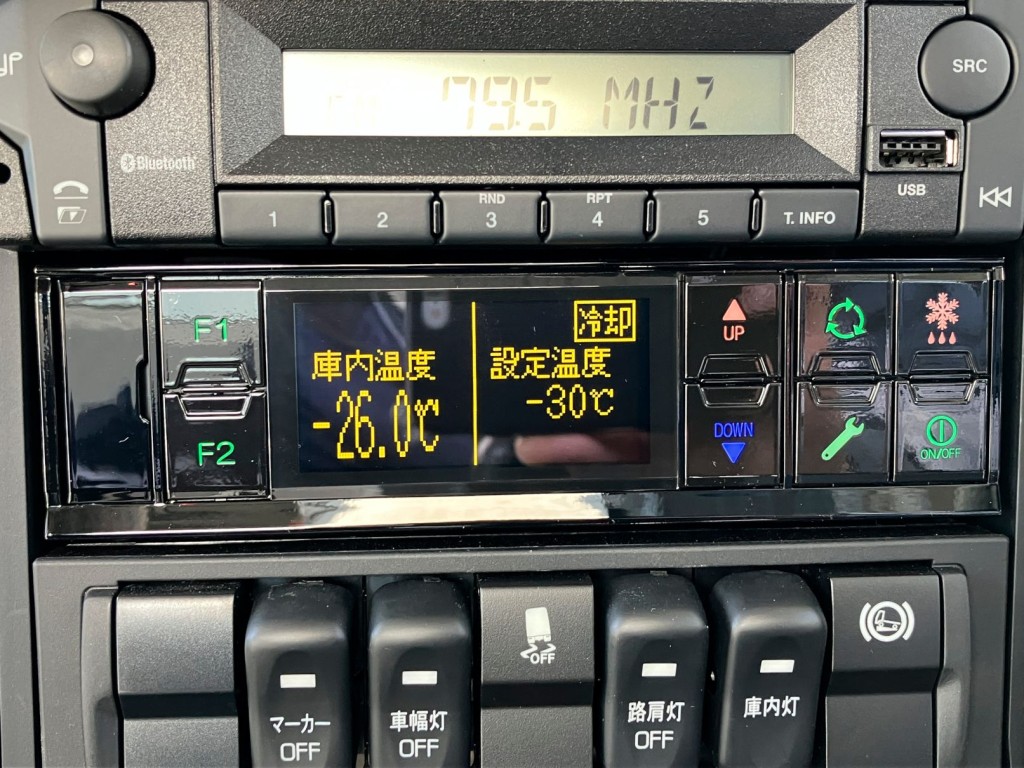 SRC
79.5 MHZ
Bluetooth
USB
1
2
RND
3
RPT
4
5
T. INFO
F1
F2
庫内温度
-26.0℃
冷却
設定温度
-30℃
UP
DOWN
ON/OFF
マーカー
OFF
車幅灯
OFF
OFF
路肩灯
OFF
庫内灯